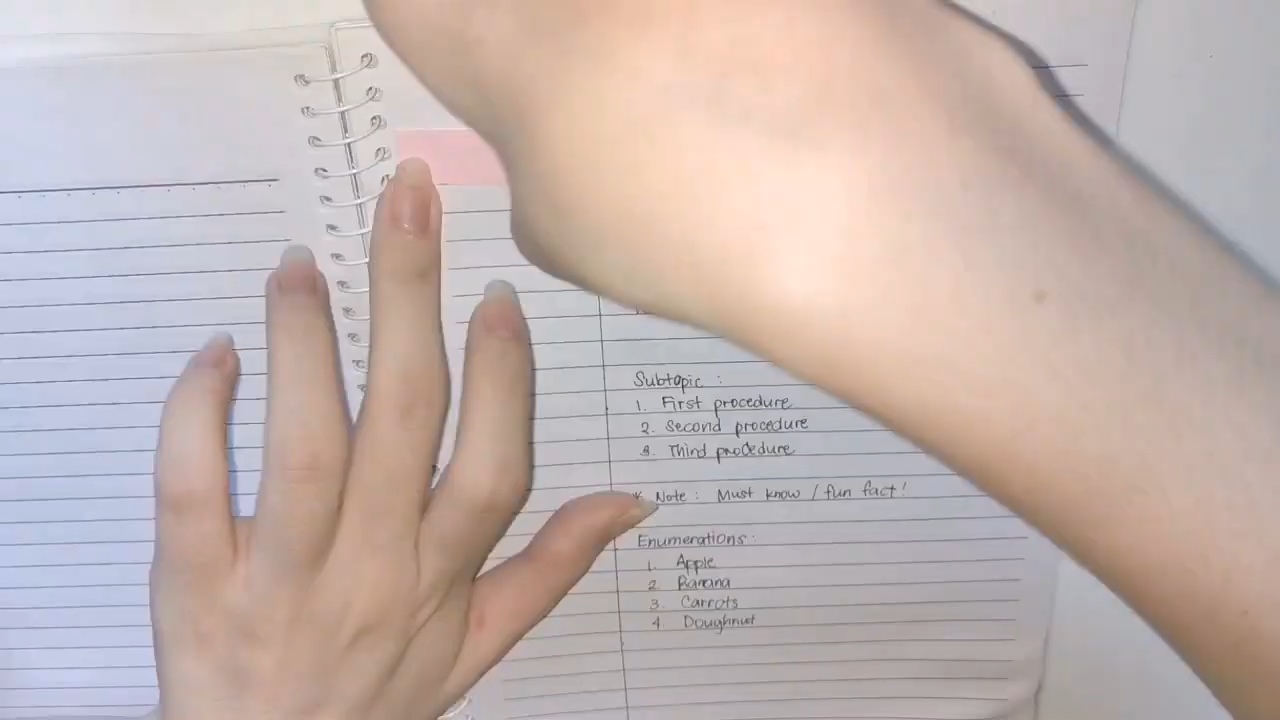 Subtopic :
1. First procedure
2. Second procedure
3. Third procedure
* Note : Must know / fun fact!
Enumerations :
1. Apple
2. Banana
3. Carrots
4. Doughnut